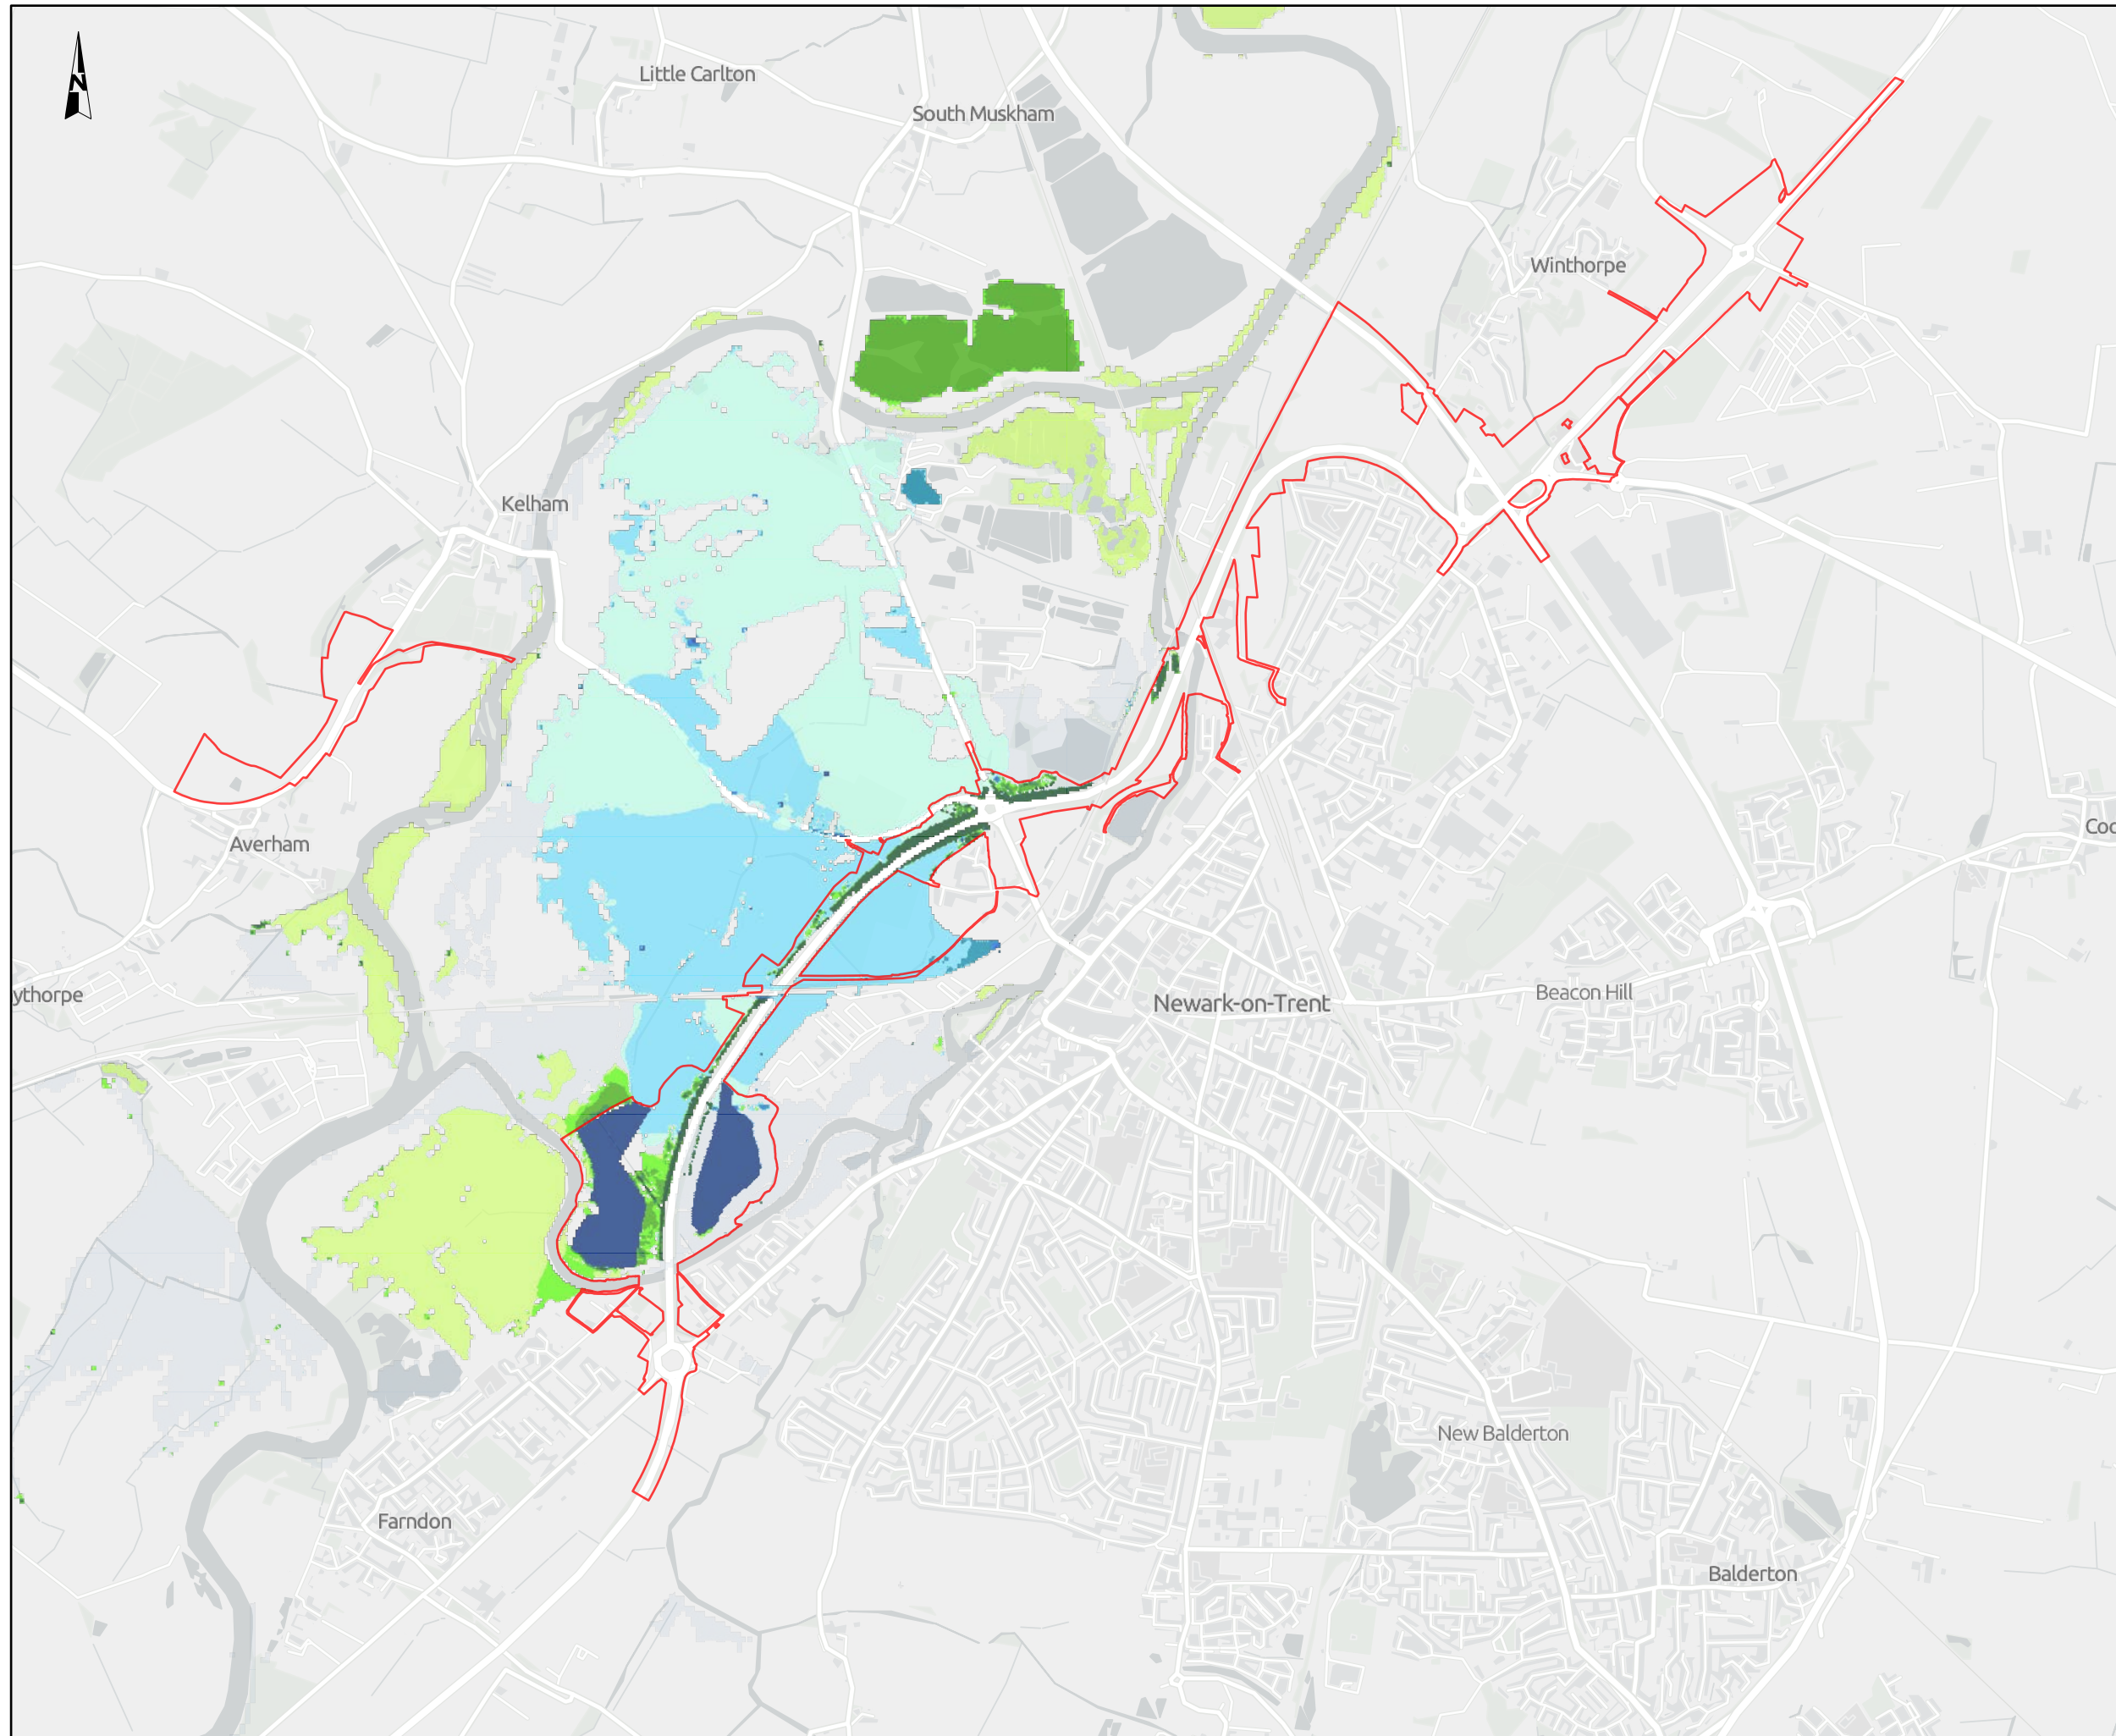 Little Carlton
N
South Muskham
Winthorpe
Kelham
Averham
Coc
ythorpe
Newark-on-Trent
Beacon Hill
New Balderton
Farndon
Balderton